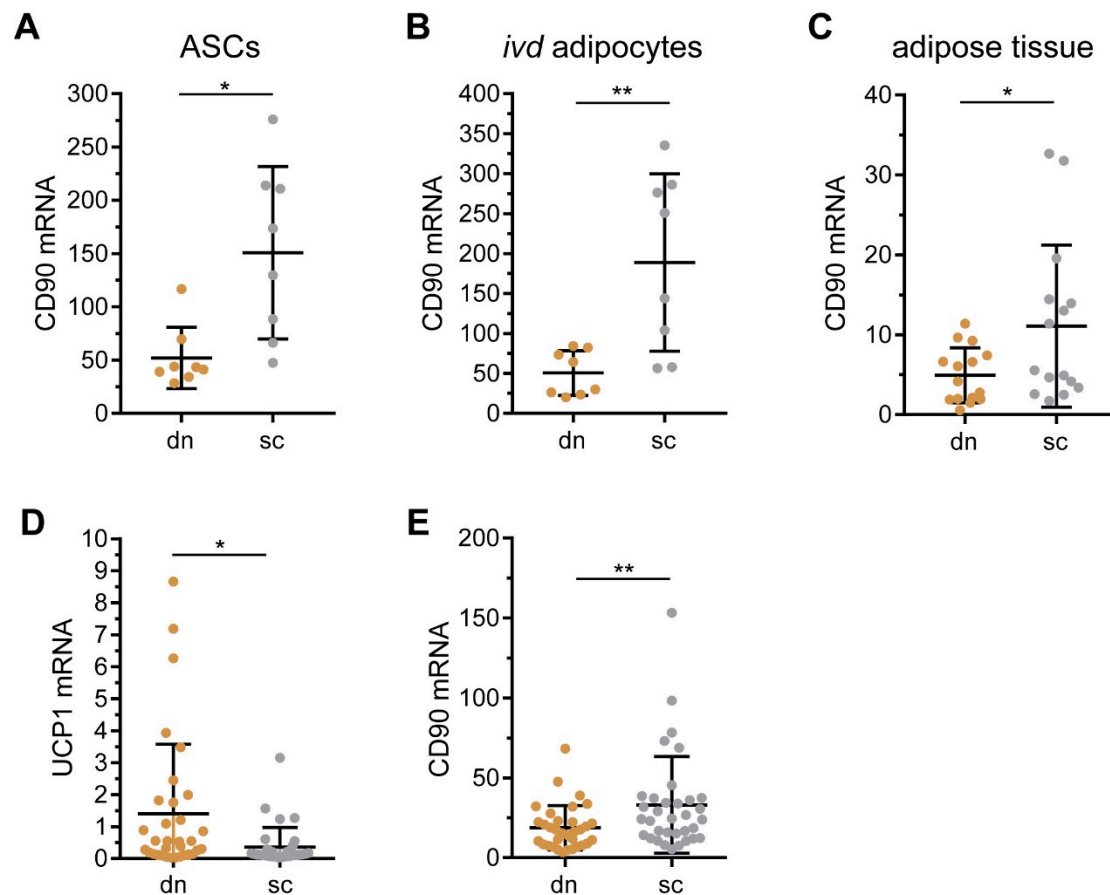 A
ASCs
*
300
250
200
150
100
50
0
CD90 mRNA
dn
sc
B
ivd adipocytes
**
400
350
300
250
200
150
100
50
0
CD90 mRNA
dn
sc
C
adipose tissue
*
40
30
20
10
0
CD90 mRNA
dn
sc
D
*
10
9
8
7
6
5
4
3
2
1
0
UCP1 mRNA
dn
sc
E
**
200
150
100
50
0
CD90 mRNA
dn
sc